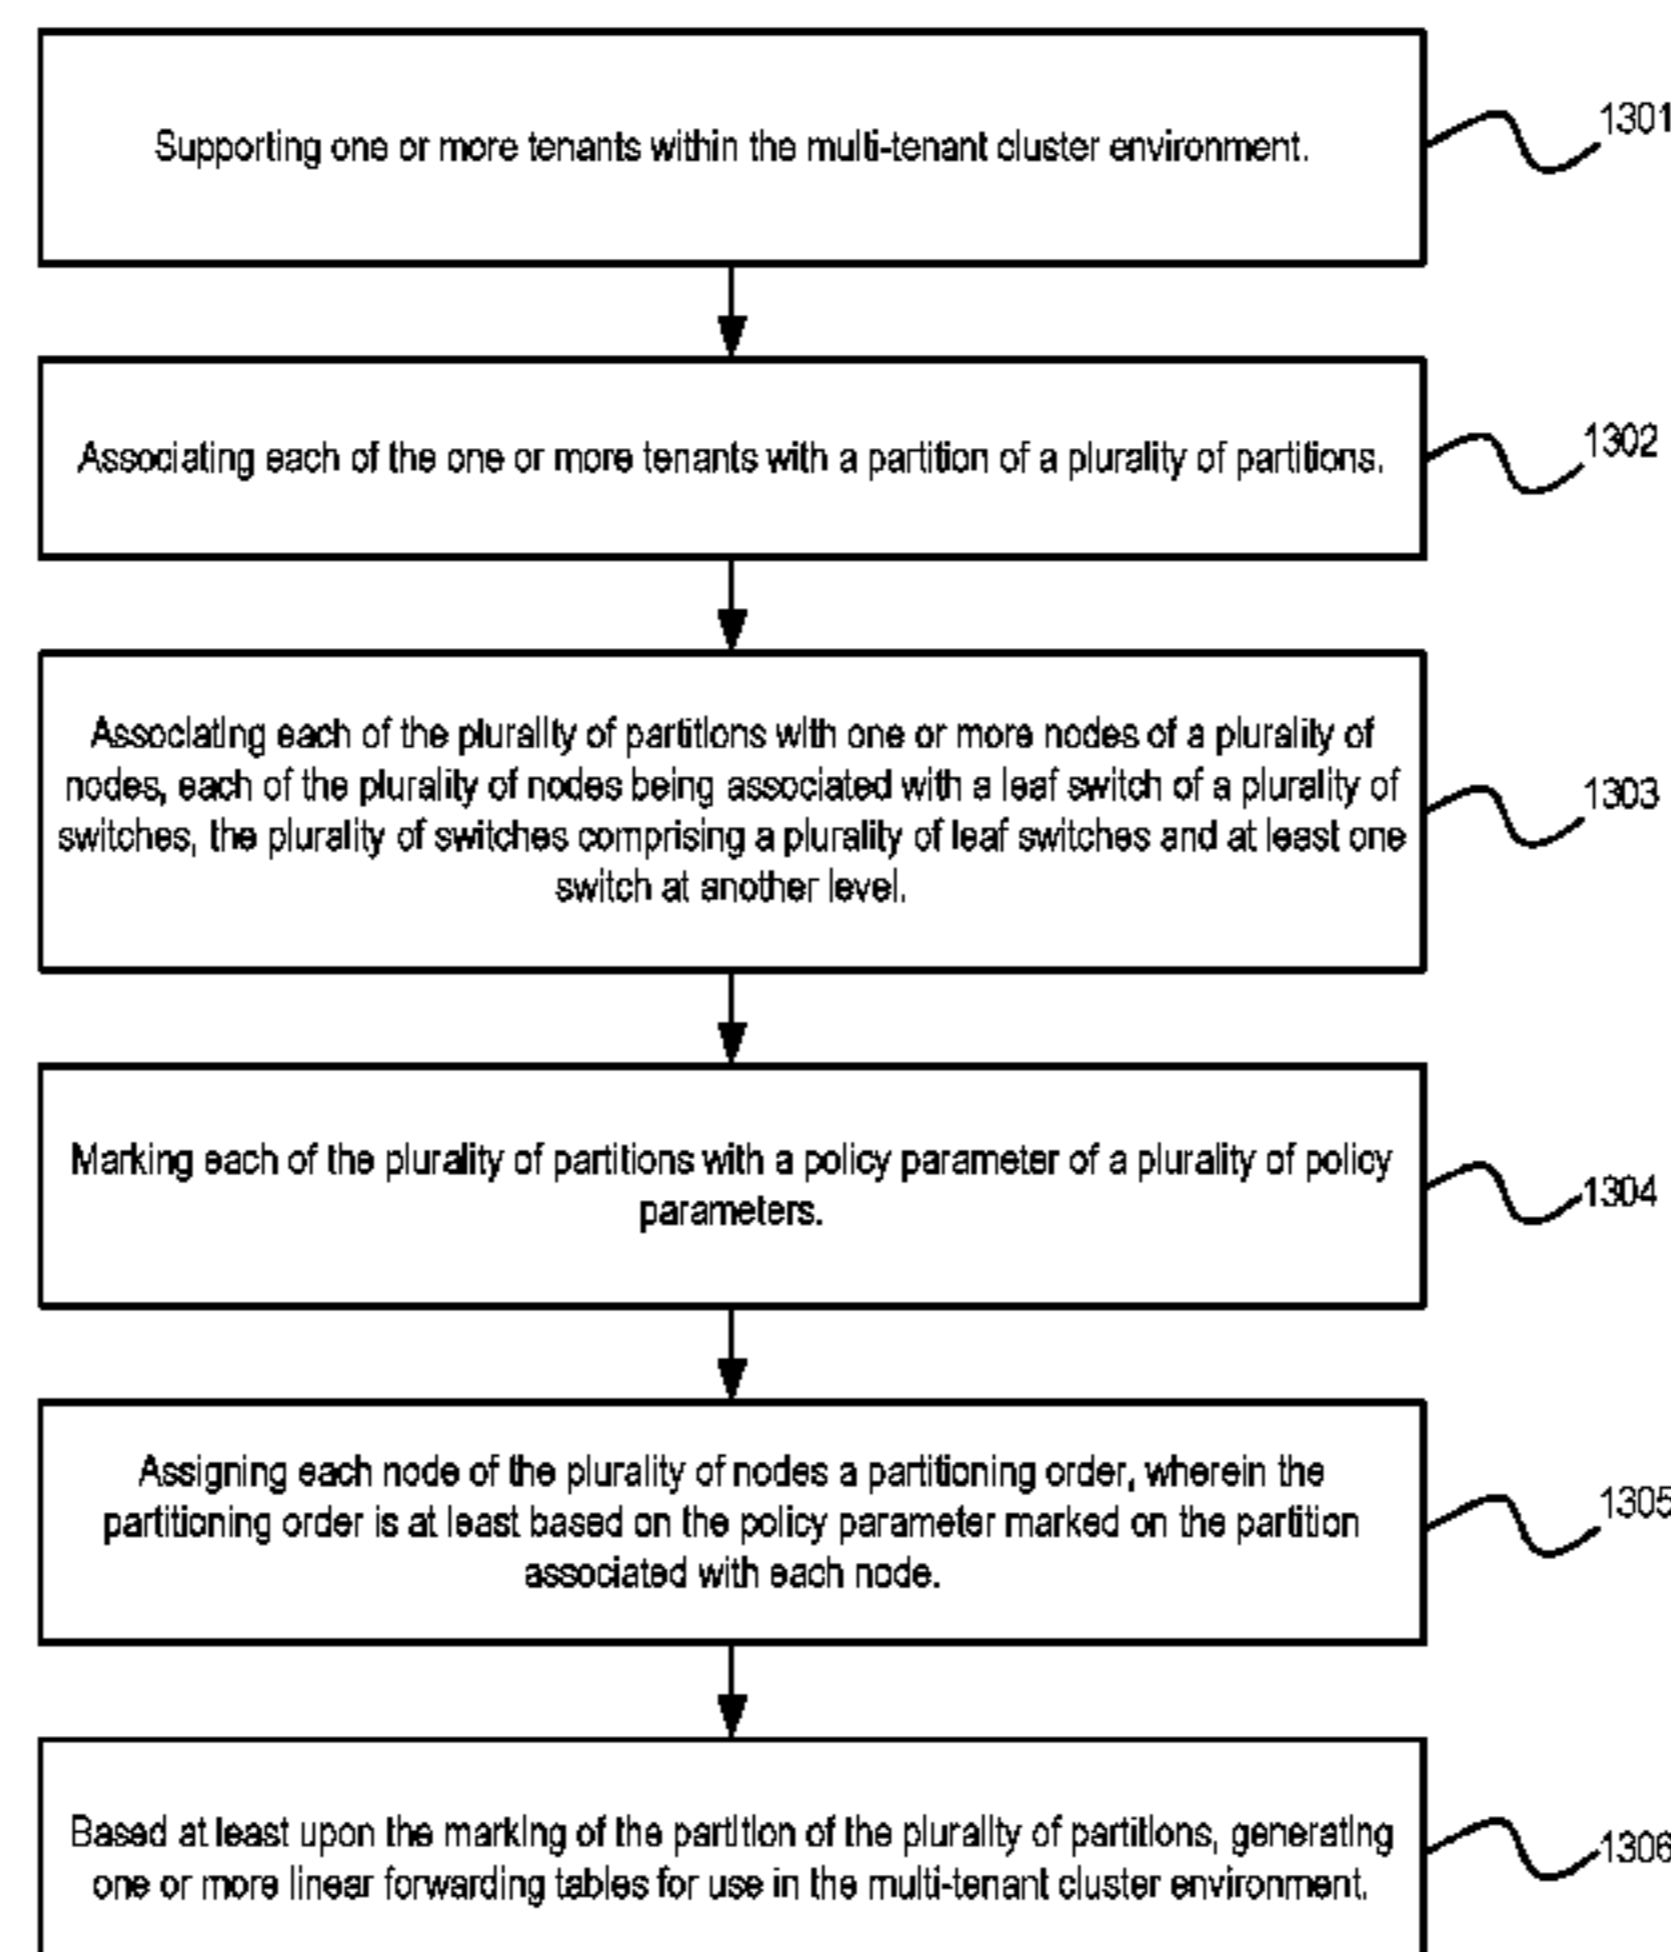 Supporting one or more tenants within the multi-tenant cluster environment.
1301
Associating each of the one or more tenants with a partition of a plurality of partitions.
1302
Associating each of the plurality of partitions with one or more nodes of a plurality of
nodes, each of the plurality of nodes being associated with a leaf switch of a plurality of
switches, the plurality of switches comprising a plurality of leaf switches and at least one
switch at another level.
1303
Marking each of the plurality of partitions with a policy parameter of a plurality of policy
parameters.
1304
Assigning each node of the plurality of nodes a partitioning order, wherein the
partitioning order is at least based on the policy parameter marked on the partition
associated with each node.
1305
Based at least upon the marking of the partition of the plurality of partitions, generating
one or more linear forwarding tables for use in the multi-tenant cluster environment.
1306